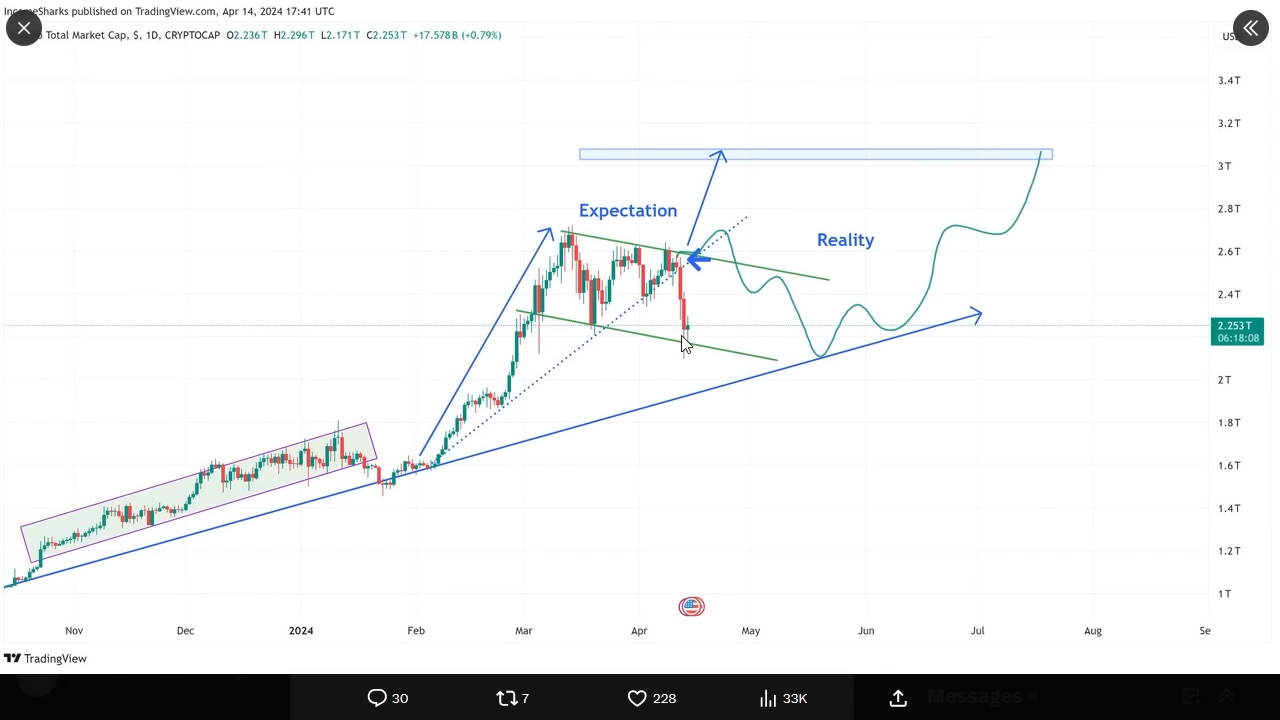 IncomeSharks published on TradingView.com, Apr 14, 2024 17:41 UTC
Total Market Cap, $, 1D, CRYPTOCAP O2.236T H2.296T L2.171T C2.253T +17.578B (+0.79%)
3.4T
3.2T
3T
2.8T
Expectation
Reality
2.6T
2.4T
2.253T
06:18:08
2T
1.8T
1.6T
1.4T
1.2T
1T
Nov Dec 2024 Feb Mar Apr May Jun Jul Aug Se
TradingView
30 7 228 33K
Messages